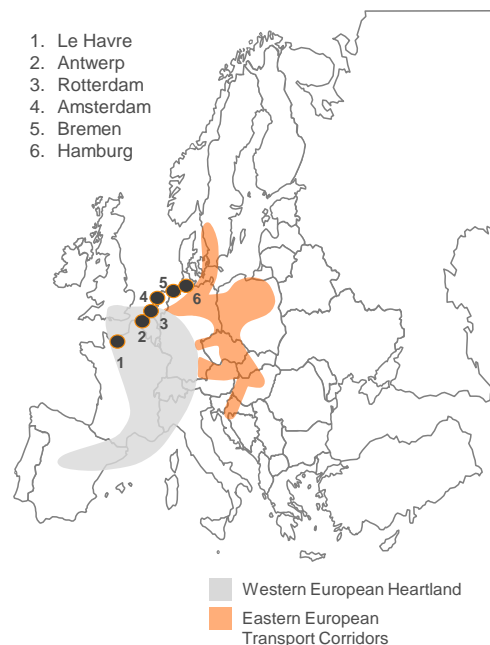 1. Le Havre
2. Antwerp
3. Rotterdam
4. Amsterdam
5. Bremen
6. Hamburg
5
4
6
3
2
1
Western European Heartland
Eastern European
Transport Corridors